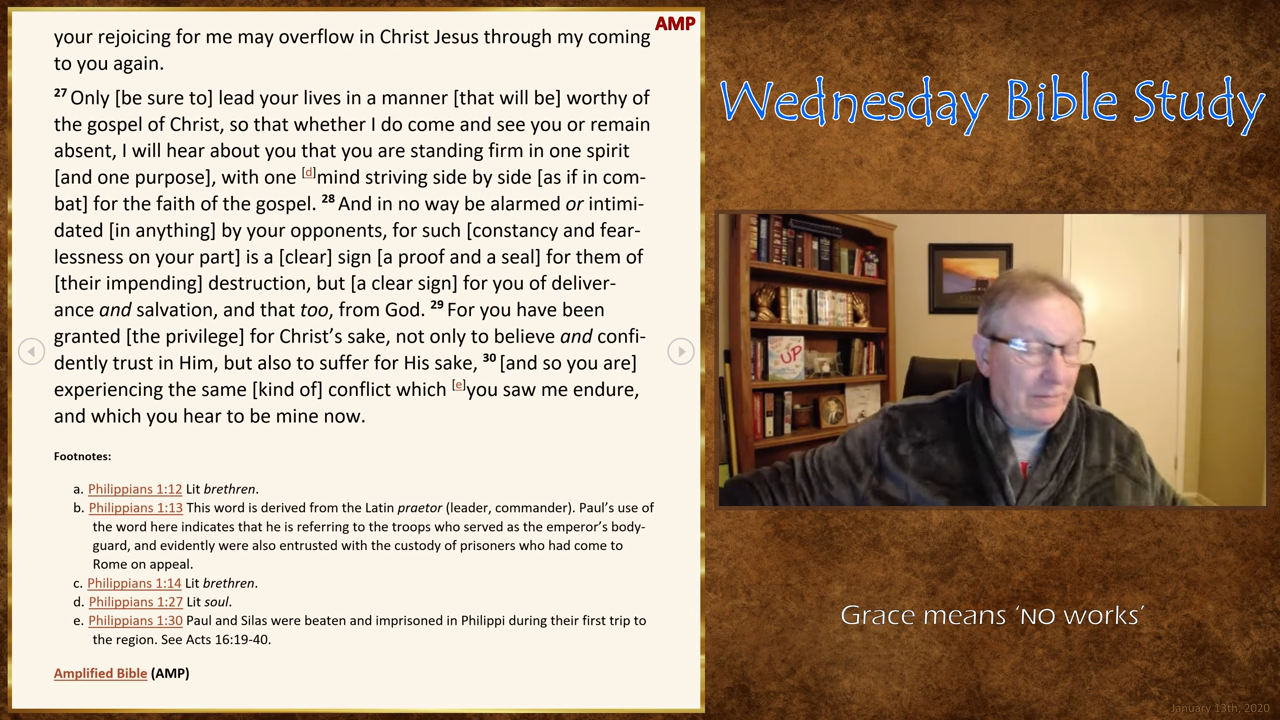 AMP
your rejoicing for me may overflow in Christ Jesus through my coming
to you again.
27 Only [be sure to] lead your lives in a manner [that will be] worthy of
the gospel of Christ, so that whether I do come and see you or remain
absent, I will hear about you that you are standing firm in one spirit
[and one purpose], with one [d]mind striving side by side [as if in com-
bat] for the faith of the gospel. 28 And in no way be alarmed or intimi-
dated [in anything] by your opponents, for such [constancy and fear-
lessness on your part] is a [clear] sign [a proof and a seal] for them of
[their impending] destruction, but [a clear sign] for you of deliver-
ance and salvation, and that too, from God. 29 For you have been
granted [the privilege] for Christ’s sake, not only to believe and confi-
dently trust in Him, but also to suffer for His sake, 30 [and so you are]
experiencing the same [kind of] conflict which [e]you saw me endure,
and which you hear to be mine now.
Footnotes:
a. Philippians 1:12 Lit brethren.
b. Philippians 1:13 This word is derived from the Latin praetor (leader, commander). Paul’s use of
the word here indicates that he is referring to the troops who served as the emperor’s body-
guard, and evidently were also entrusted with the custody of prisoners who had come to
Rome on appeal.
c. Philippians 1:14 Lit brethren.
d. Philippians 1:27 Lit soul.
e. Philippians 1:30 Paul and Silas were beaten and imprisoned in Philippi during their first trip to
the region. See Acts 16:19-40.
Amplified Bible (AMP)
Wednesday Bible Study
UP
Grace means ‘NO works’
January 13th, 2020